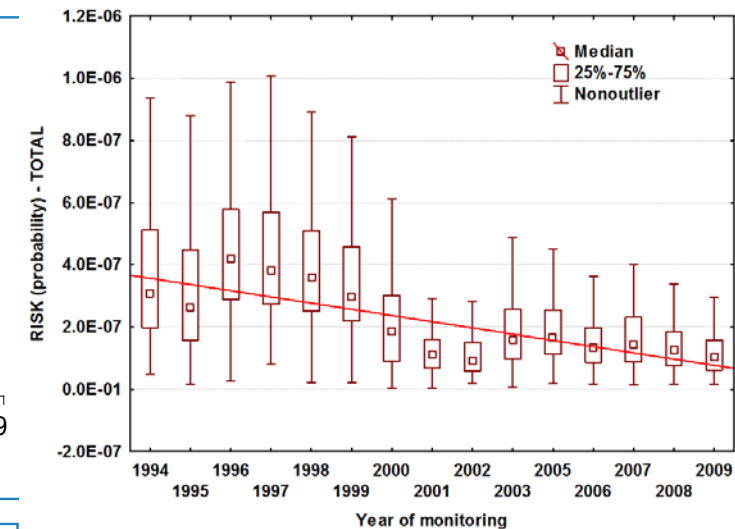 1.2E-06
1.0E-06
8.0E-07
6.0E-07
4.0E-07
2.0E-07
0.0E-01
-2.0E-07
RISK (probability) - TOTAL
Median
25%-75%
Nonoutlier
9
1994 1996 1998 2000 2002 2005 2007 2009
1995 1997 1999 2001 2003 2006 2008
Year of monitoring